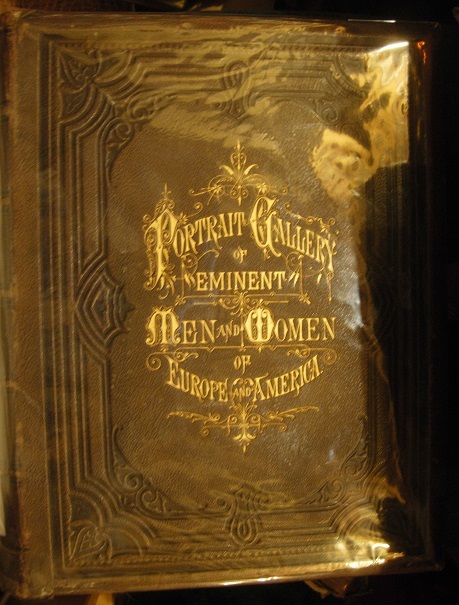 PORTRAIT GALLERY
OF
"EMINENT"
MEN AND WOMEN
OF
EUROPE AND AMERICA.